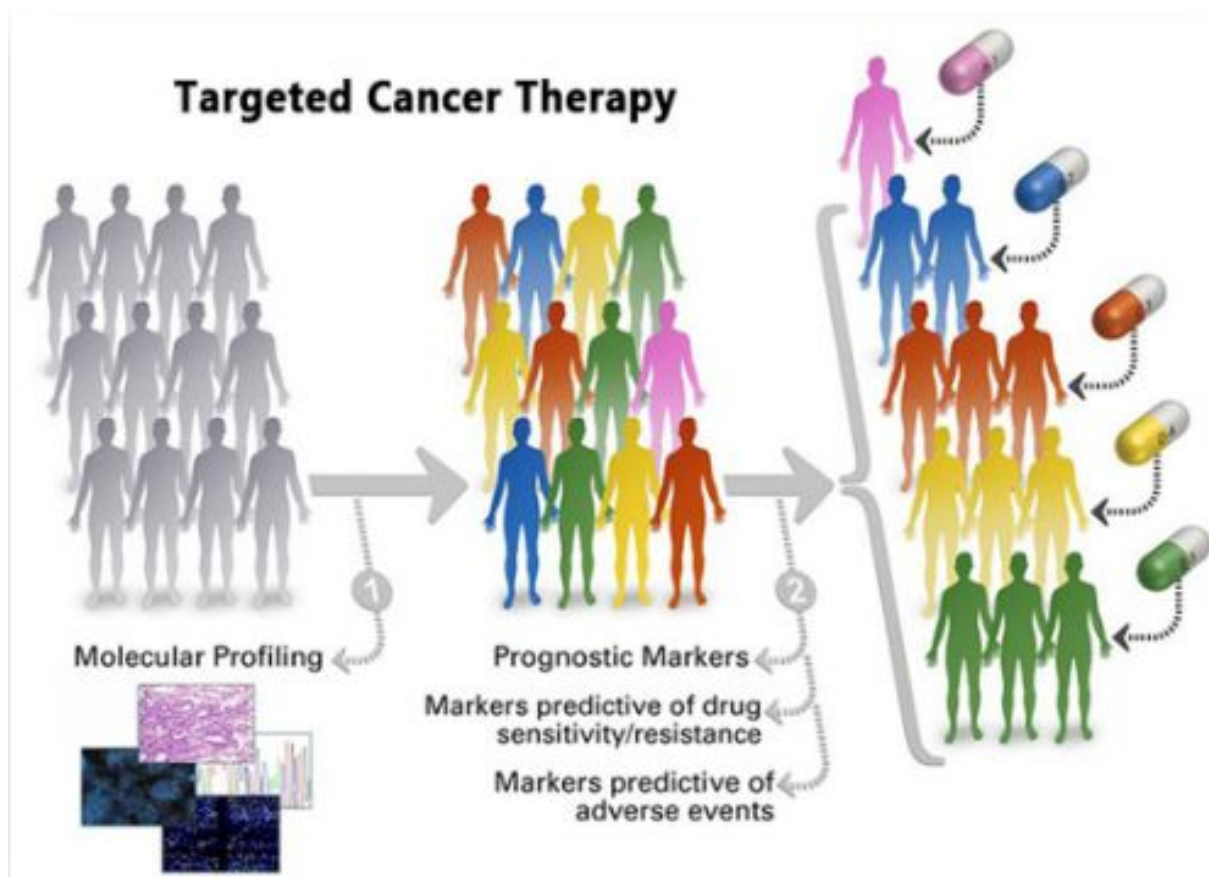 Targeted Cancer Therapy
1
2
Molecular Profiling
Prognostic Markers
Markers predictive of drug
sensitivity/resistance
Markers predictive of
adverse events